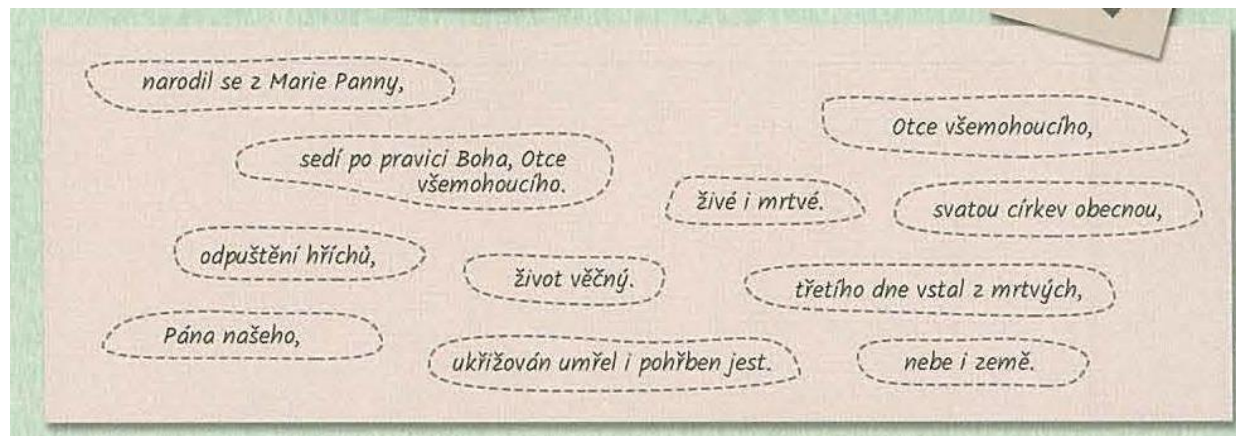 narodil se z Marie Panny,
Otce všemohoucího,
sedí po pravici Boha, Otce
všemohoucího.
živé i mrtvé.
svatou církev obecnou,
odpuštění hříchů,
život věčný.
třetího dne vstal z mrtvých,
Pána našeho,
ukřižován umřel i pohřben jest.
nebe i země.